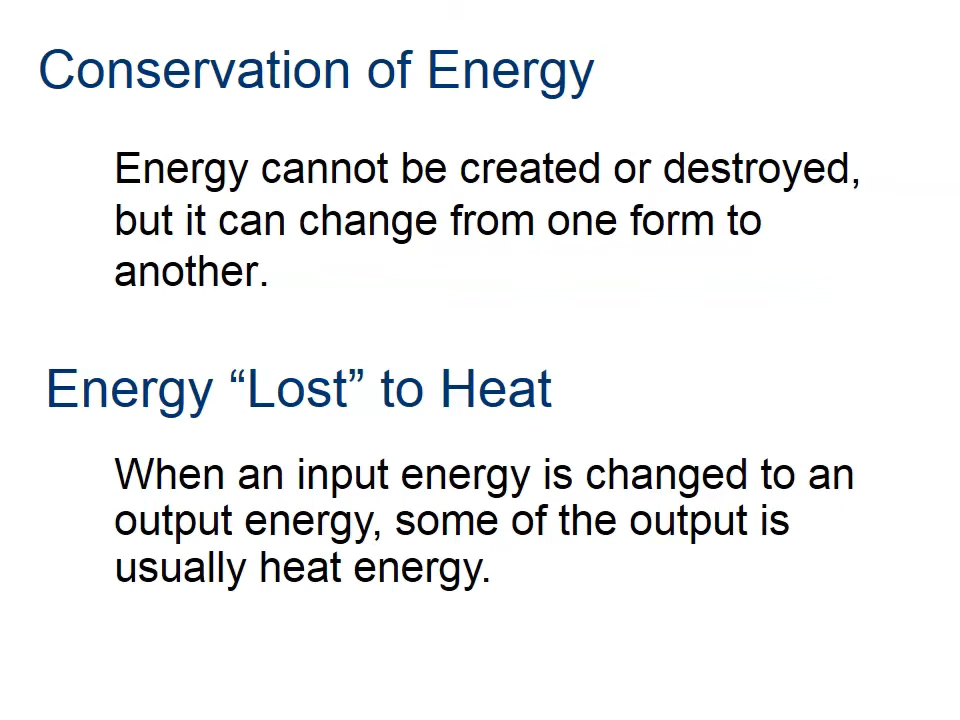 Conservation of Energy
Energy cannot be created or destroyed,
but it can change from one form to
another.
Energy “Lost” to Heat
When an input energy is changed to an
output energy, some of the output is
usually heat energy.